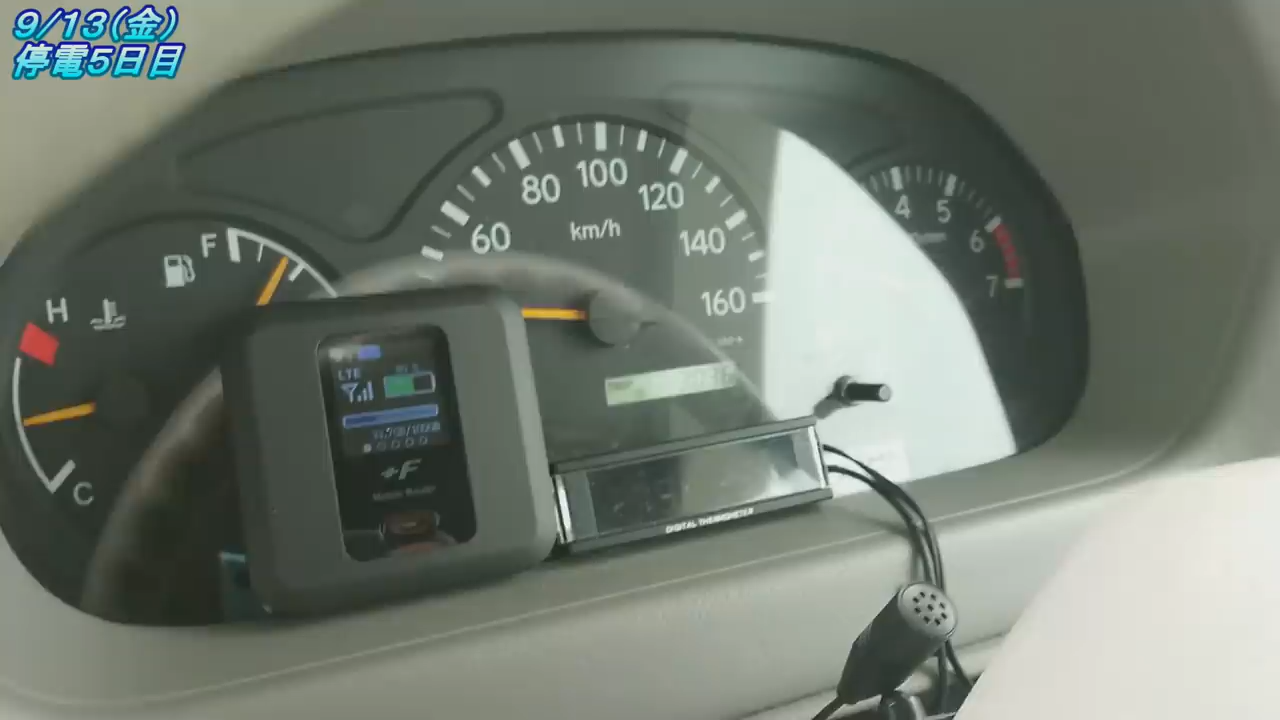 9/13(金)
停電5日目
F
H
C
60
80
100
120
140
160
km/h
4
5
6
7
LTE
+F
DIGITAL THERMOMETER